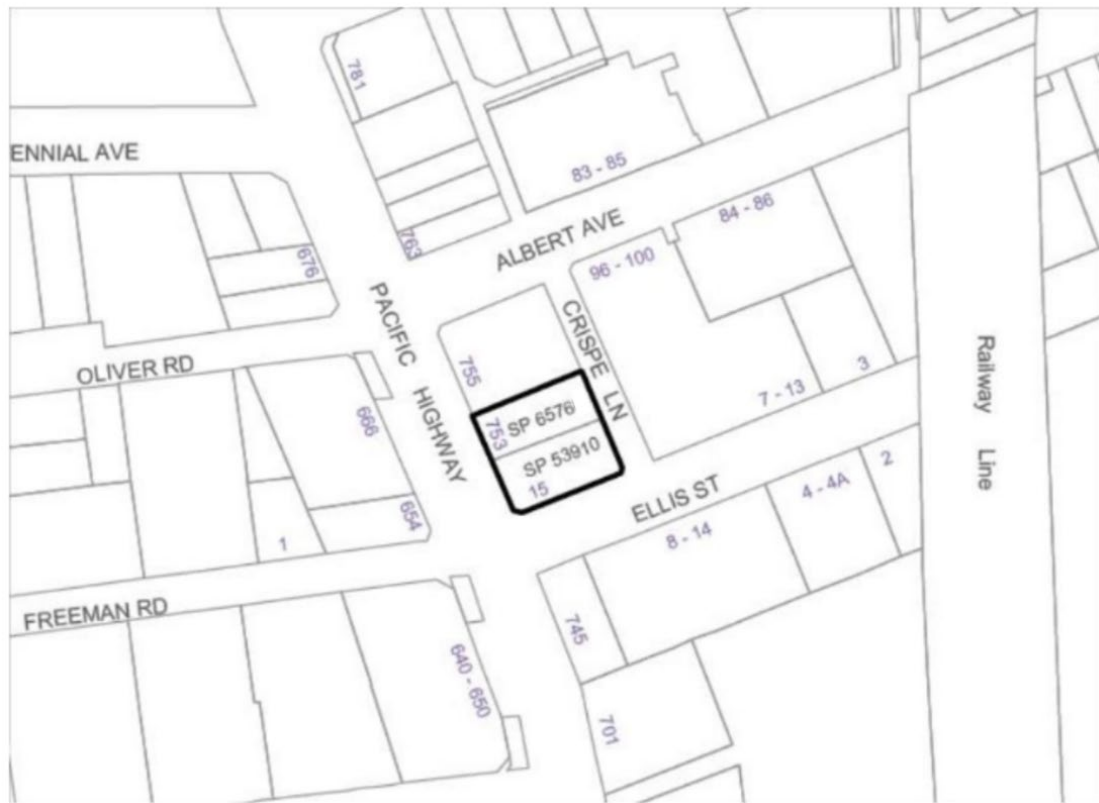 781
ENNIAL AVE
83 - 85
84 - 86
ALBERT AVE
763
676
96 - 100
PACIFIC HIGHWAY
CRISPE LN
OLIVER RD
755
Railway Line
3
7 - 13
666
753
SP 6576
SP 53910
15
2
4 - 4A
ELLIS ST
654
8 - 14
1
FREEMAN RD
745
640 - 650
701